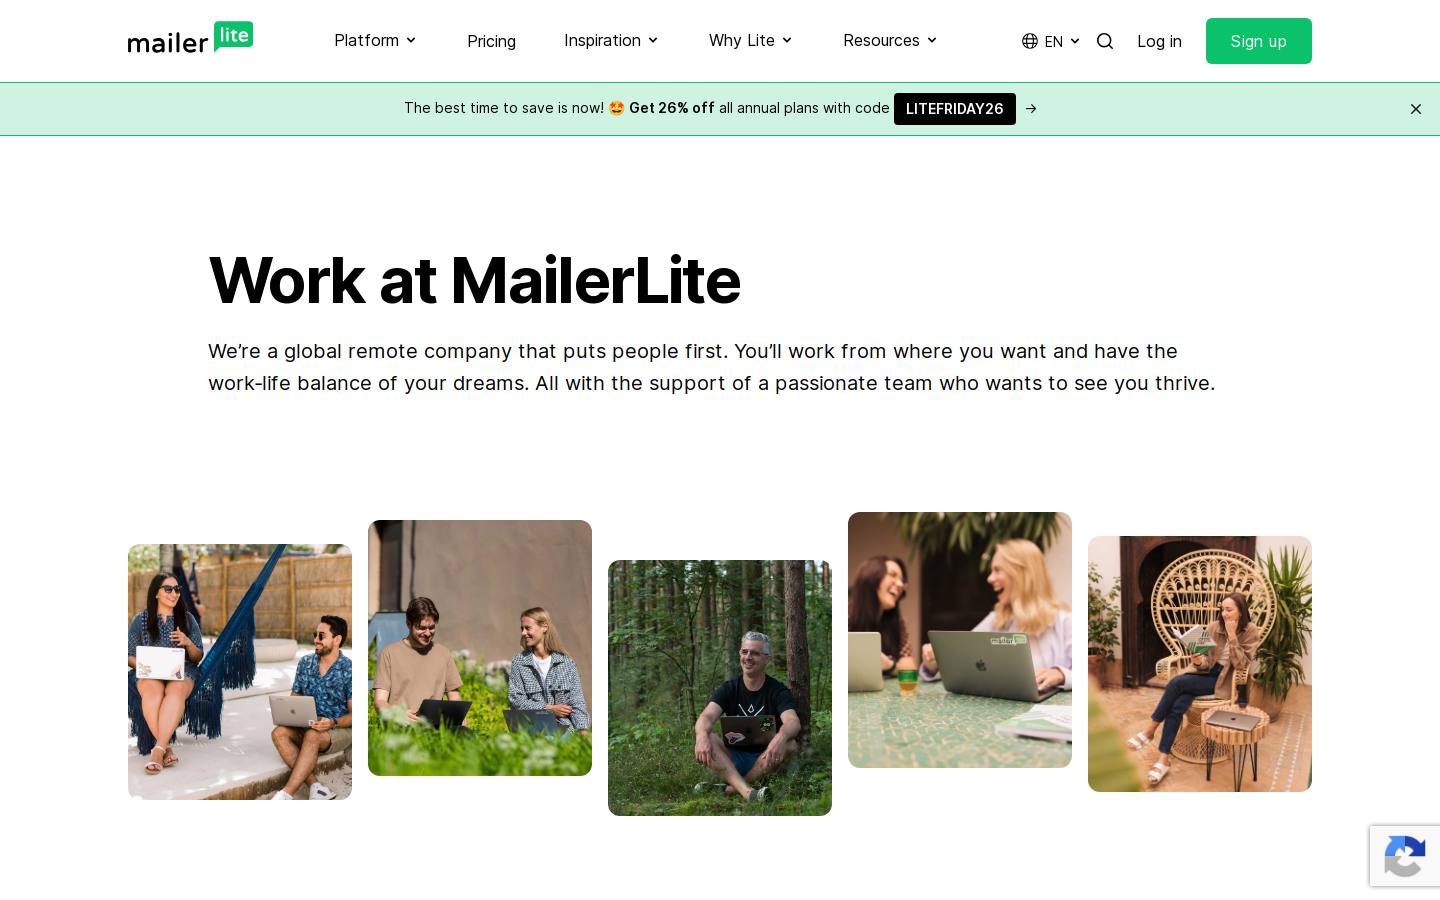 mailer lite
Platform
Pricing
Inspiration
Why Lite
Resources
EN
Log in
Sign up
The best time to save is now! 🤩 Get 26% off all annual plans with code LITEFRIDAY26 →
Work at MailerLite
We’re a global remote company that puts people first. You’ll work from where you want and have the
work-life balance of your dreams. All with the support of a passionate team who wants to see you thrive.